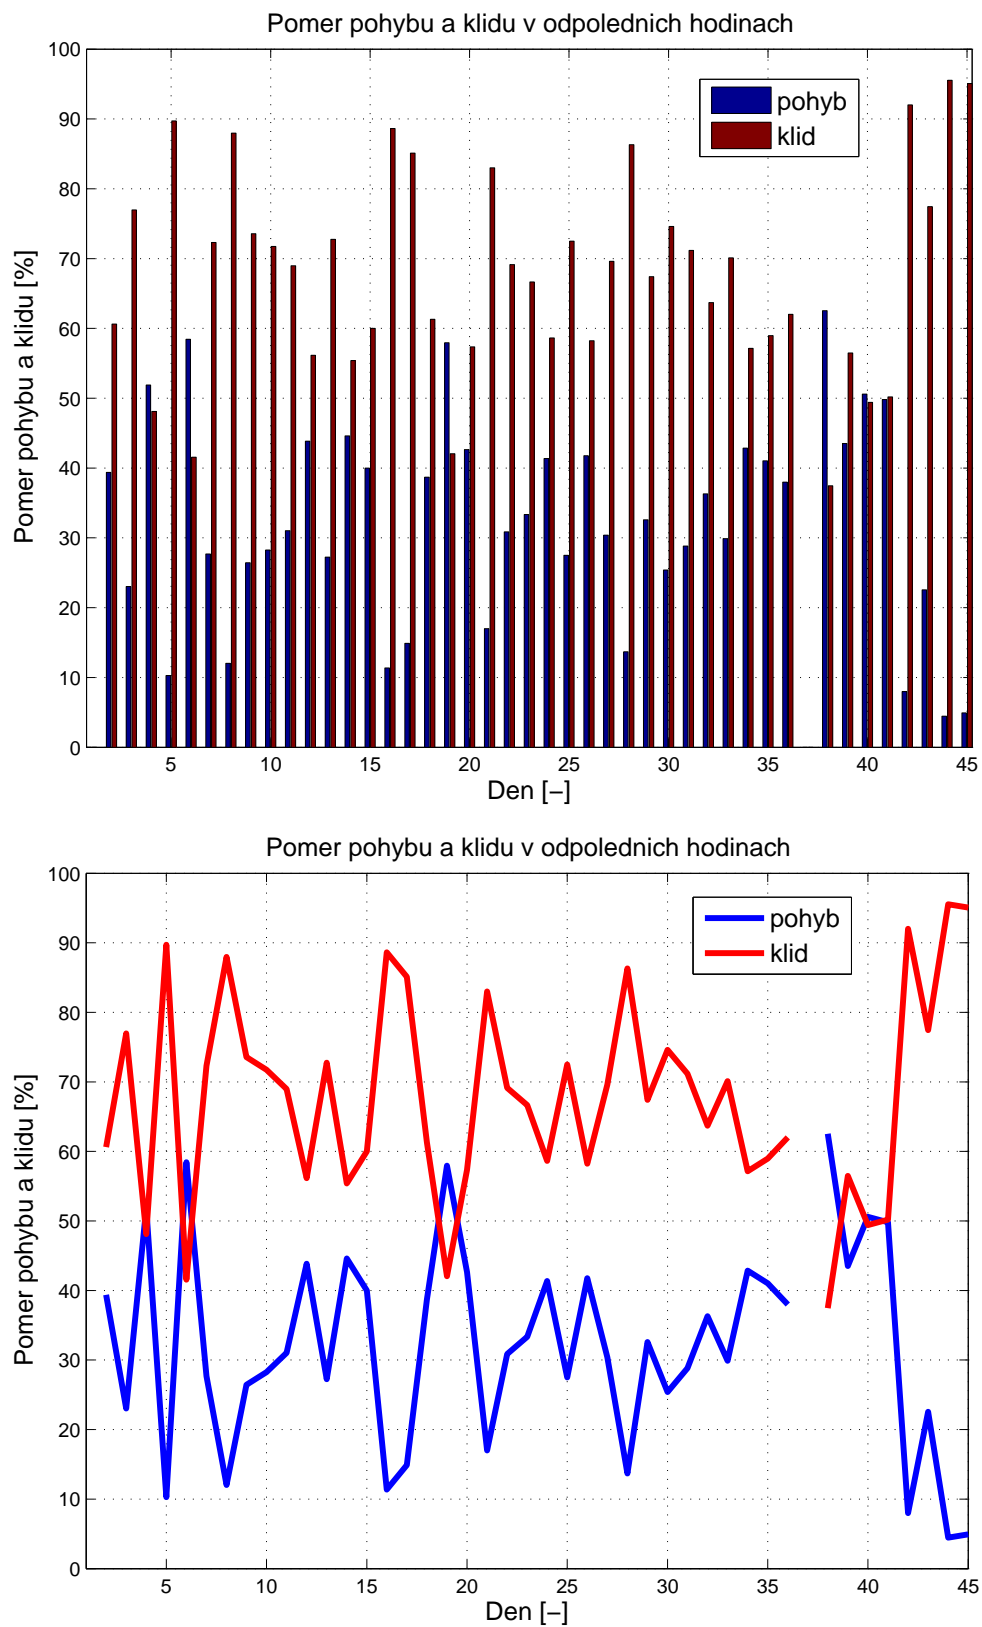 Pomer pohybu a klidu v odpolednich hodinach
100
90
80
70
60
50
40
30
20
10
0
Pomer pohybu a klidu [%]
pohyb
klid
5 10 15 20 25 30 35 40 45
Den [–]
Pomer pohybu a klidu v odpolednich hodinach
100
90
80
70
60
50
40
30
20
10
0
Pomer pohybu a klidu [%]
pohyb
klid
5 10 15 20 25 30 35 40 45
Den [–]